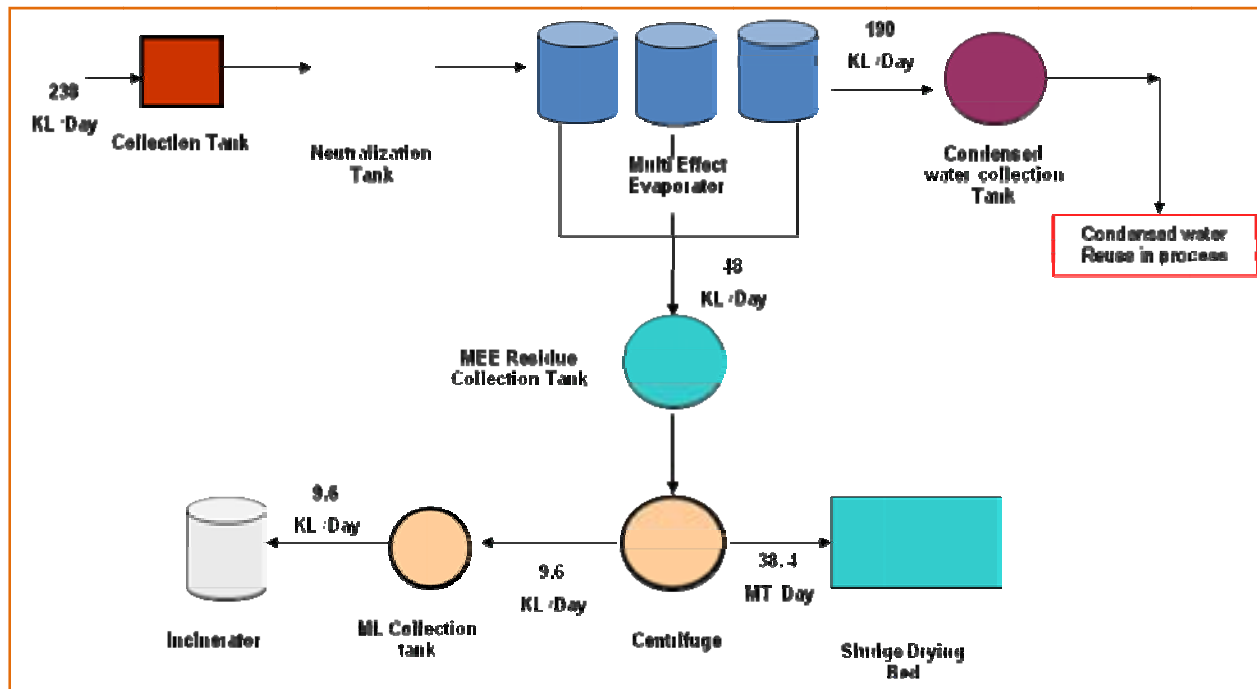 190
KL /Day
238
KL /Day
Collection Tank
Neutralization
Tank
Multi Effect
Evaporator
Condensed
water collection
Tank
Condensed water
Reuse in process
48
KL /Day
MEE Residue
Collection Tank
9.6
KL /Day
9.6
KL /Day
38.4
MT Day
Incinerator
ML Collection
tank
Centrifuge
Sludge Drying
Bed